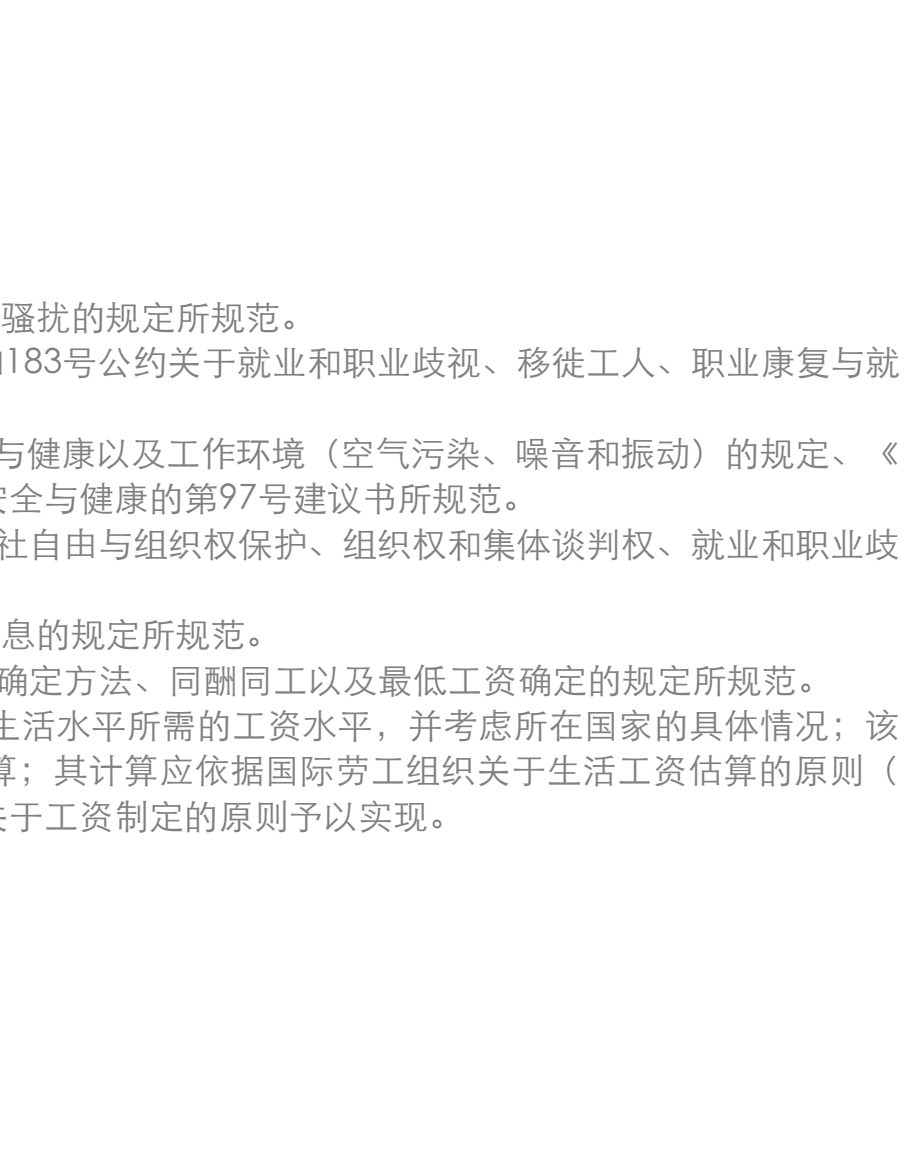 骚扰的规定所规范。
183号公约关于就业和职业歧视、移徙工人、职业康复与就
与健康以及工作环境（空气污染、噪音和振动）的规定、《
安全与健康的第97号建议书所规范。
社自由与组织权保护、组织权和集体谈判权、就业和职业歧
息的规定所规范。
确定方法、同酬同工以及最低工资确定的规定所规范。
生活水平所需的工资水平，并考虑所在国家的具体情况；该
算；其计算应依据国际劳工组织关于生活工资估算的原则（
关于工资制定的原则予以实现。